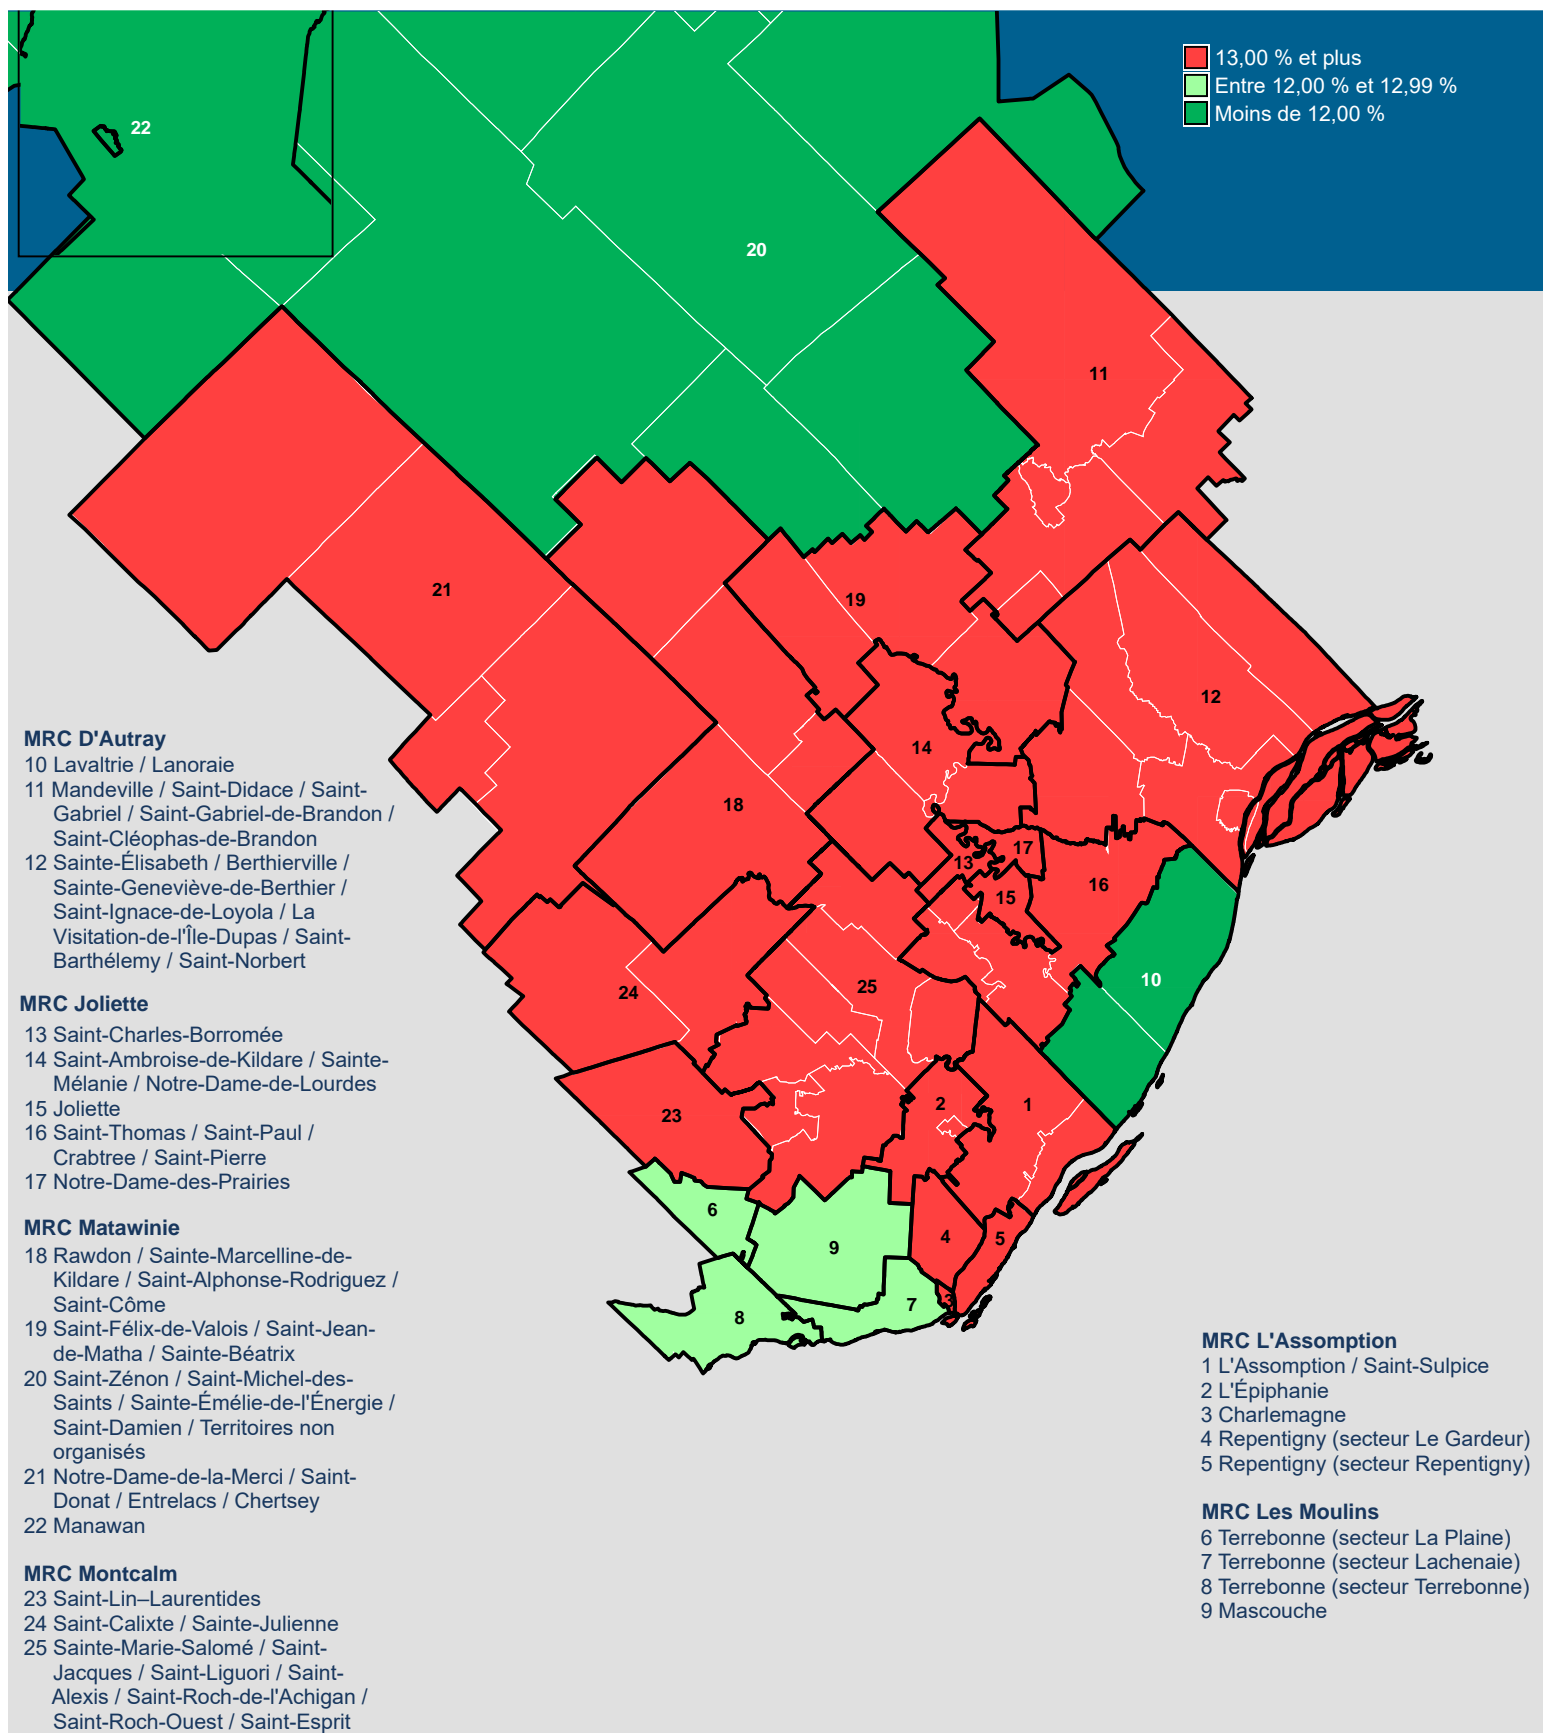 13,00 % et plus
Entre 12,00 % et 12,99 %
Moins de 12,00 %
22
20
11
21
19
12
14
18
17
13
16
15
10
25
24
2
1
23
6
4
5
9
3
7
8
MRC D'Autray
10 Lavaltrie / Lanoraie
11 Mandeville / Saint-Didace / Saint-
Gabriel / Saint-Gabriel-de-Brandon /
Saint-Cléophas-de-Brandon
12 Sainte-Élisabeth / Berthierville /
Sainte-Geneviève-de-Berthier /
Saint-Ignace-de-Loyola / La
Visitation-de-l'Île-Dupas / Saint-
Barthélemy / Saint-Norbert
MRC Joliette
13 Saint-Charles-Borromée
14 Saint-Ambroise-de-Kildare / Sainte-
Mélanie / Notre-Dame-de-Lourdes
15 Joliette
16 Saint-Thomas / Saint-Paul /
Crabtree / Saint-Pierre
17 Notre-Dame-des-Prairies
MRC Matawinie
18 Rawdon / Sainte-Marcelline-de-
Kildare / Saint-Alphonse-Rodriguez /
Saint-Côme
19 Saint-Félix-de-Valois / Saint-Jean-
de-Matha / Sainte-Béatrix
20 Saint-Zénon / Saint-Michel-des-
Saints / Sainte-Émélie-de-l'Énergie /
Saint-Damien / Territoires non
organisés
21 Notre-Dame-de-la-Merci / Saint-
Donat / Entrelacs / Chertsey
22 Manawan
MRC Montcalm
23 Saint-Lin–Laurentides
24 Saint-Calixte / Sainte-Julienne
25 Sainte-Marie-Salomé / Saint-
Jacques / Saint-Liguori / Saint-
Alexis / Saint-Roch-de-l'Achigan /
Saint-Roch-Ouest / Saint-Esprit
MRC L'Assomption
1 L'Assomption / Saint-Sulpice
2 L'Épiphanie
3 Charlemagne
4 Repentigny (secteur Le Gardeur)
5 Repentigny (secteur Repentigny)
MRC Les Moulins
6 Terrebonne (secteur La Plaine)
7 Terrebonne (secteur Lachenaie)
8 Terrebonne (secteur Terrebonne)
9 Mascouche